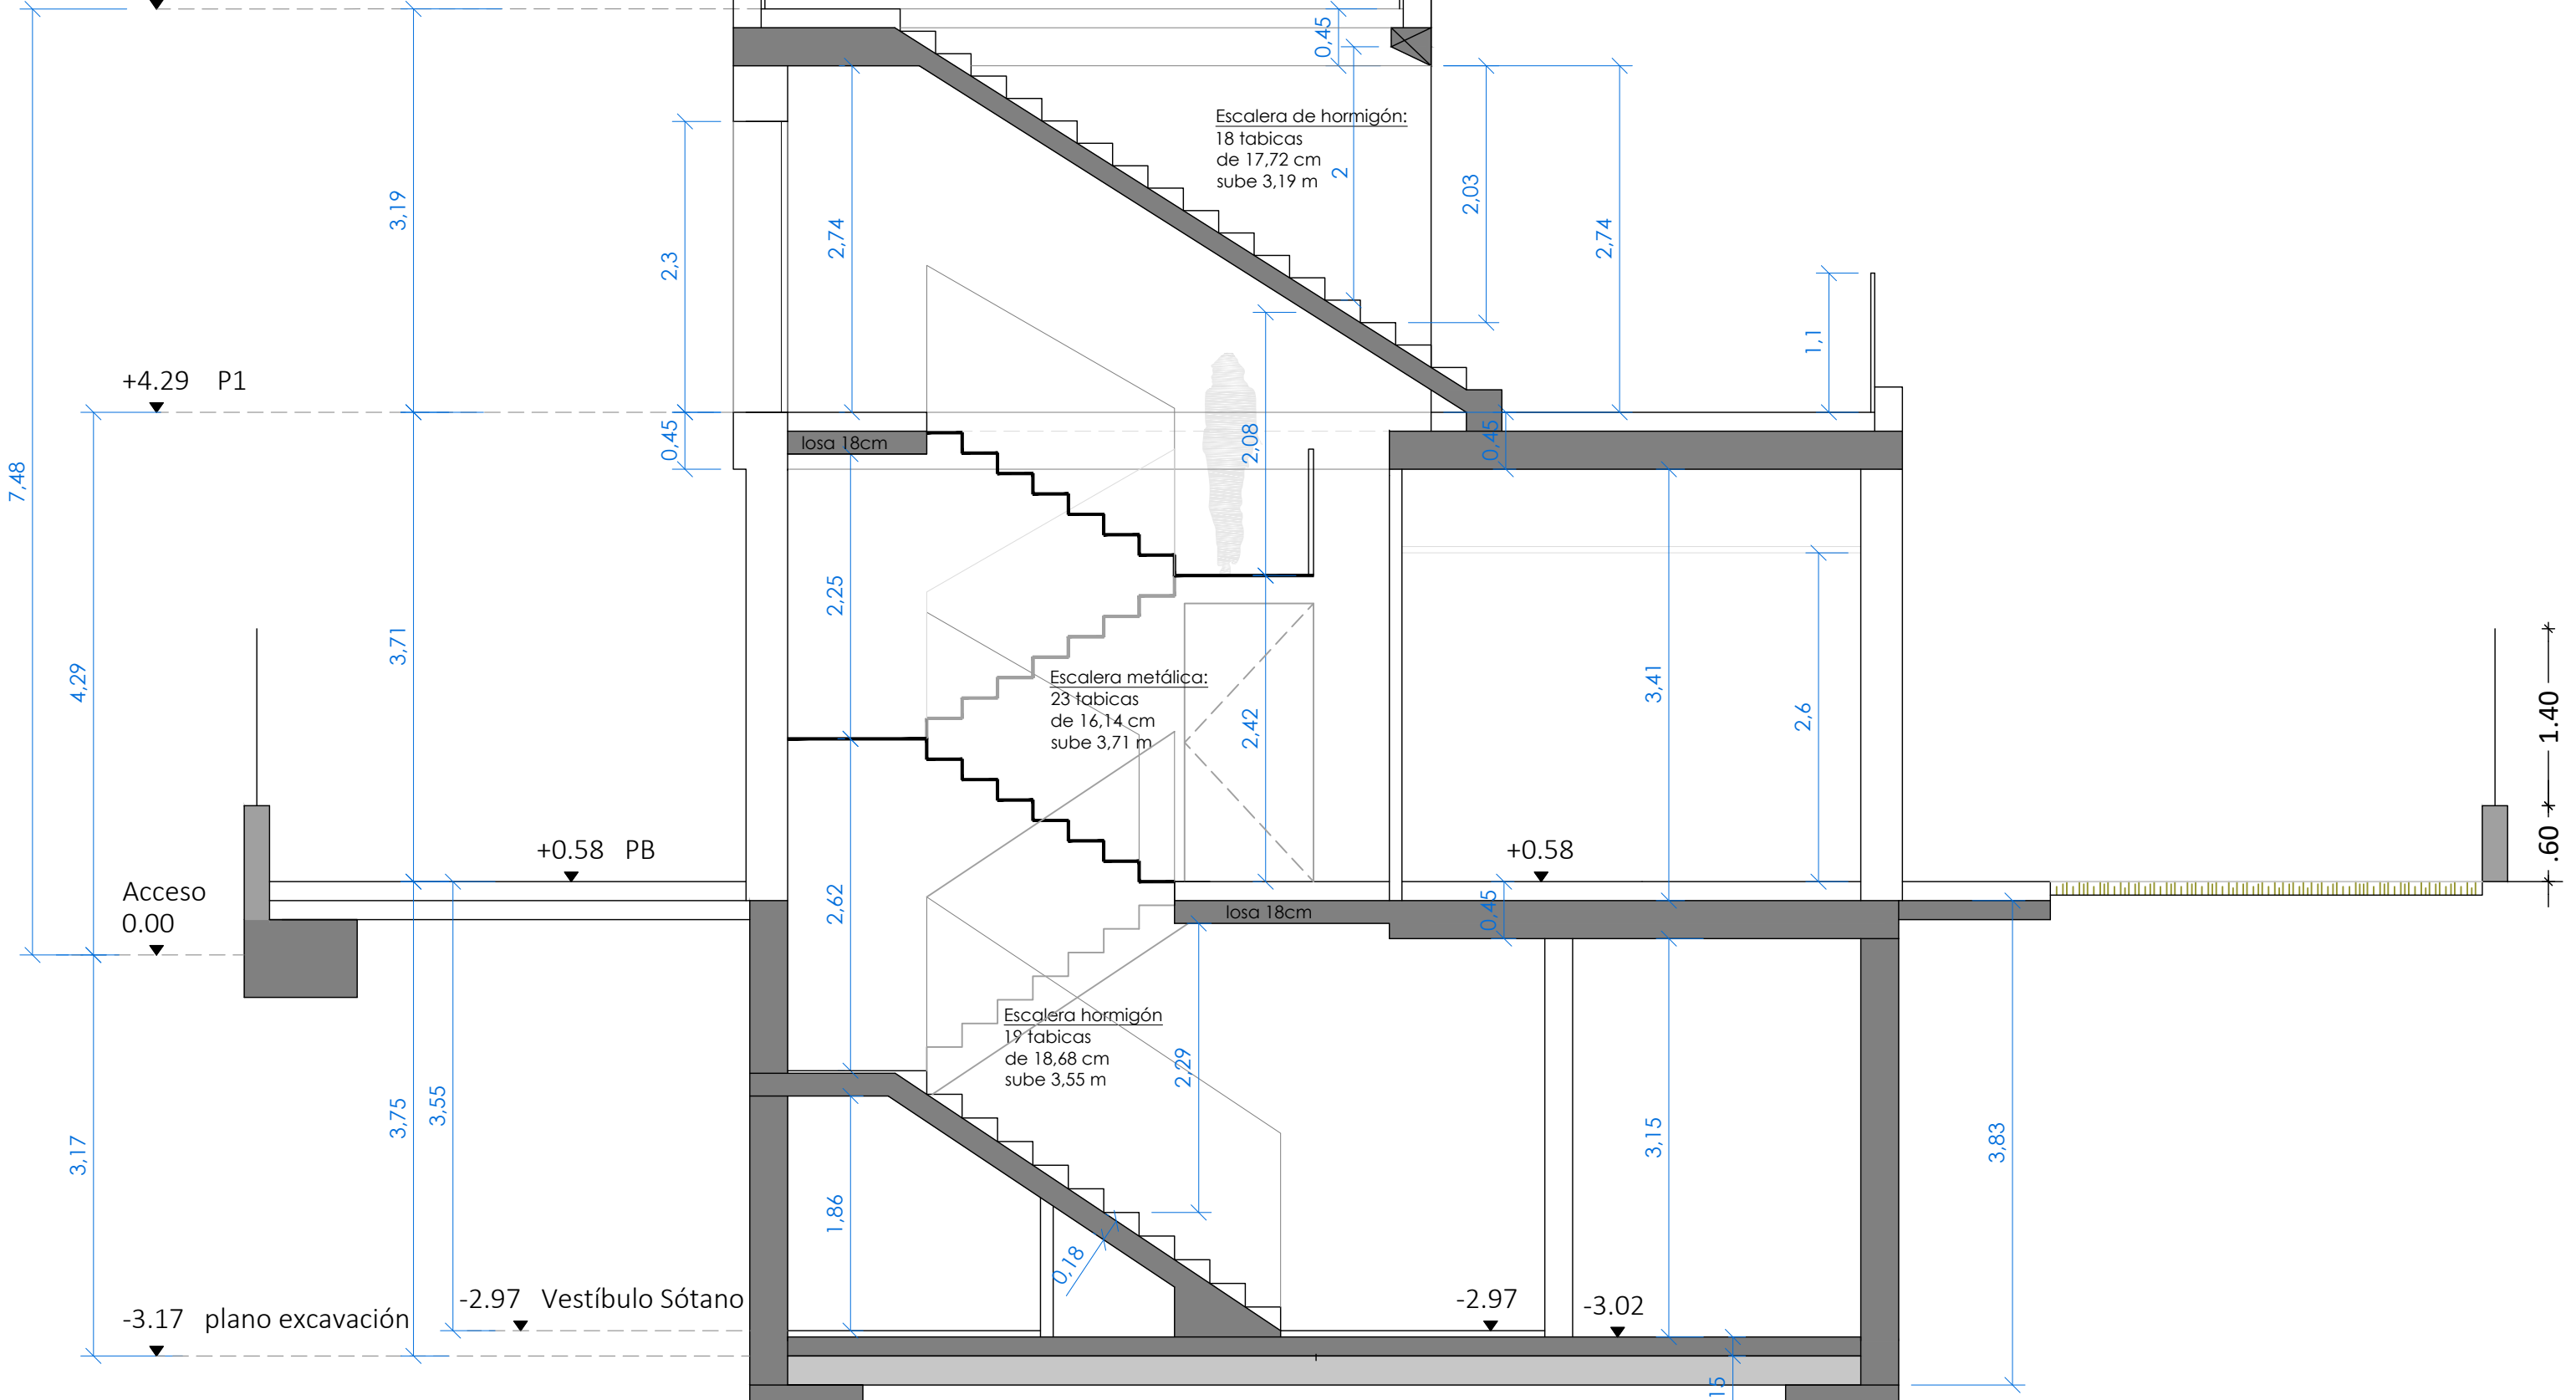 0,45
Escalera de hormigón:
18 tabicas
de 17,72 cm
sube 3,19 m
2
2,03
2,74
3,19
2,74
2,3
1,1
+4.29 P1
7,48
0,45
losa 18cm
2,08
0,45
2,25
3,71
4,29
Escalera metálica:
23 tabicas
de 16,14 cm
sube 3,71 m
2,42
3,41
2,6
1.40
.60
+0.58 PB
+0.58
Acceso
0.00
2,62
losa 18cm
0,45
Escalera hormigón
19 tabicas
de 18,68 cm
sube 3,55 m
2,29
3,75
3,55
3,17
3,15
3,83
1,86
0,18
-2.97 Vestíbulo Sótano
-2.97
-3.02
-3.17 plano excavación